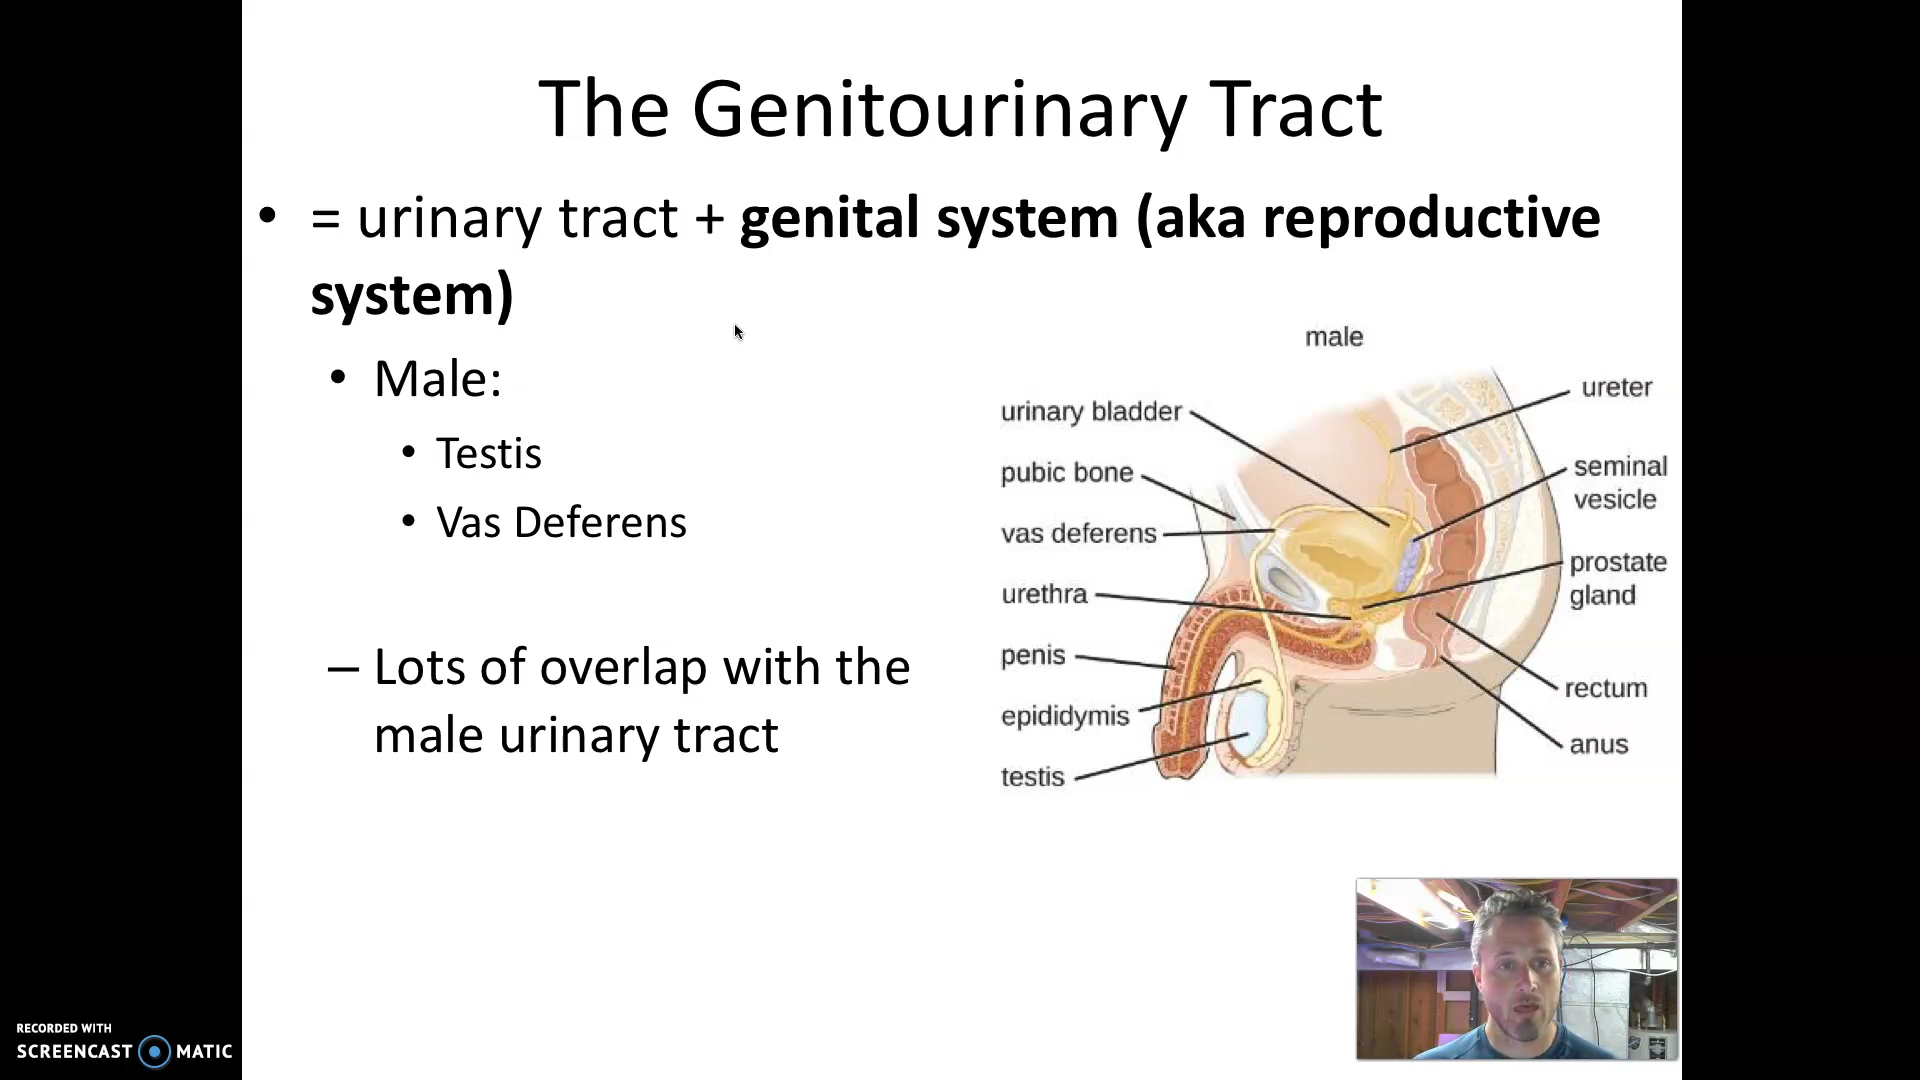 The Genitourinary Tract
• = urinary tract + genital system (aka reproductive
system)
• Male:
• Testis
• Vas Deferens
– Lots of overlap with the
male urinary tract
male
urinary bladder
pubic bone
vas deferens
urethra
penis
epididymis
testis
ureter
seminal
vesicle
prostate
gland
rectum
anus
RECORDED WITH
SCREENCAST MATIC